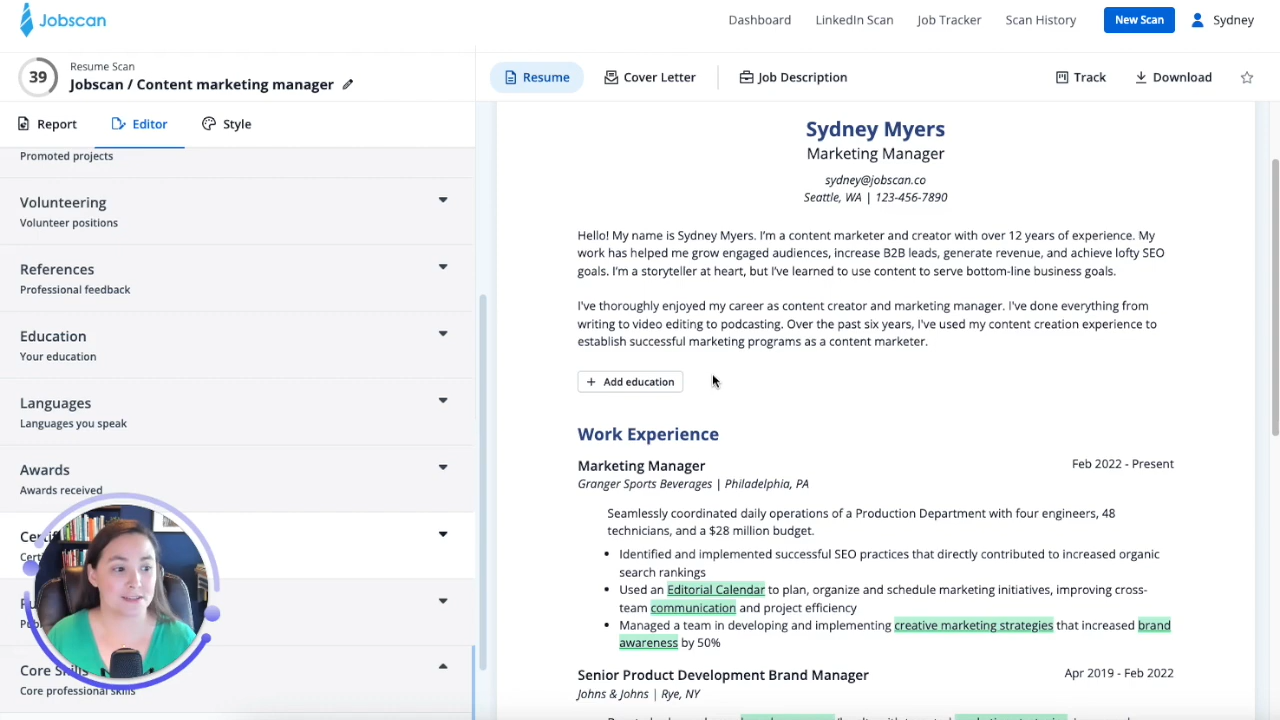 Jobscan
Dashboard
LinkedIn Scan
Job Tracker
Scan History
New Scan
Sydney
39
Resume Scan
Jobscan / Content marketing manager
Resume
Cover Letter
Job Description
Track
Download
Report
Editor
Style
Promoted projects
Volunteering
Volunteer positions
References
Professional feedback
Education
Your education
Languages
Languages you speak
Awards
Awards received
Core Skills
Core professional skills
Sydney Myers
Marketing Manager
sydney@jobscan.co
Seattle, WA | 123-456-7890
Hello! My name is Sydney Myers. I'm a content marketer and creator with over 12 years of experience. My
work has helped me grow engaged audiences, increase B2B leads, generate revenue, and achieve lofty SEO
goals. I'm a storyteller at heart, but I've learned to use content to serve bottom-line business goals.
I've thoroughly enjoyed my career as content creator and marketing manager. I've done everything from
writing to video editing to podcasting. Over the past six years, I've used my content creation experience to
establish successful marketing programs as a content marketer.
+ Add education
Work Experience
Marketing Manager
Feb 2022 - Present
Granger Sports Beverages | Philadelphia, PA
Seamlessly coordinated daily operations of a Production Department with four engineers, 48
technicians, and a $28 million budget.
• Identified and implemented successful SEO practices that directly contributed to increased organic
search rankings
• Used an Editorial Calendar to plan, organize and schedule marketing initiatives, improving cross-
team communication and project efficiency
• Managed a team in developing and implementing creative marketing strategies that increased brand
awareness by 50%
Senior Product Development Brand Manager
Apr 2019 - Feb 2022
Johns & Johns | Rye, NY